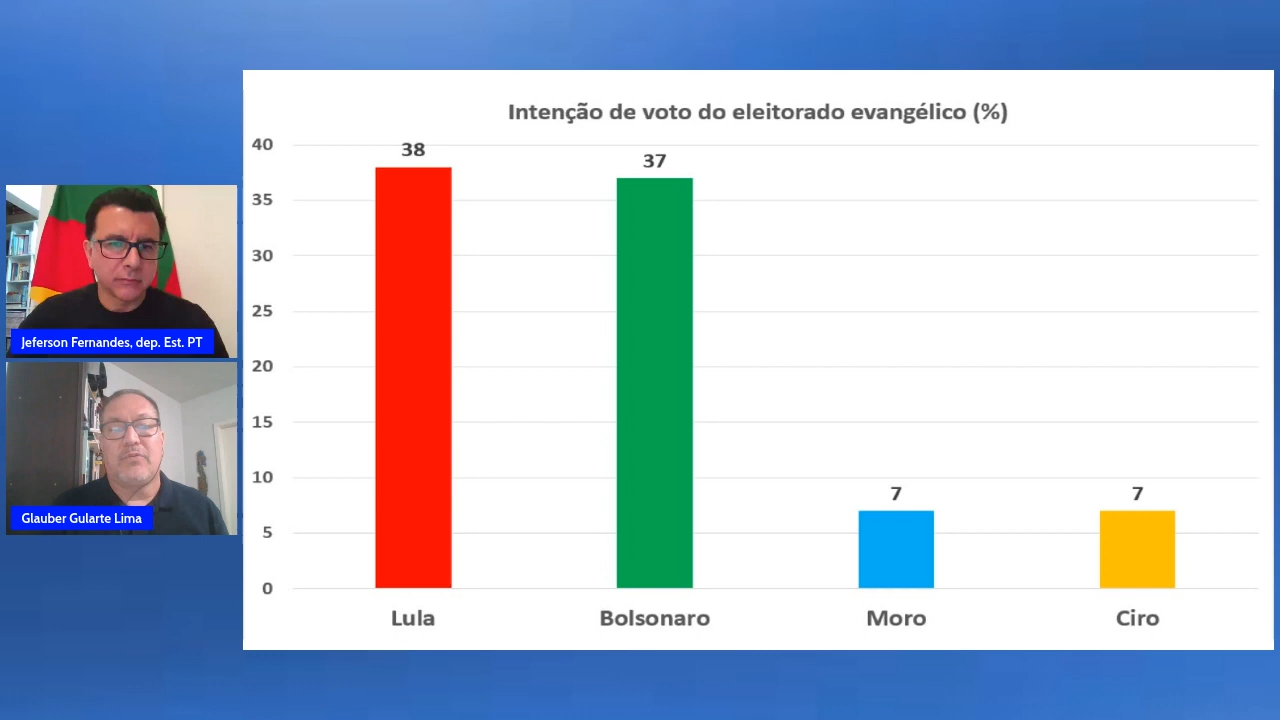 Intenção de voto do eleitorado evangélico (%)
40
35
30
25
20
15
10
5
0
38
37
7
7
Lula
Bolsonaro
Moro
Ciro
Jeferson Fernandes, dep. Est. PT
Glauber Gularte Lima